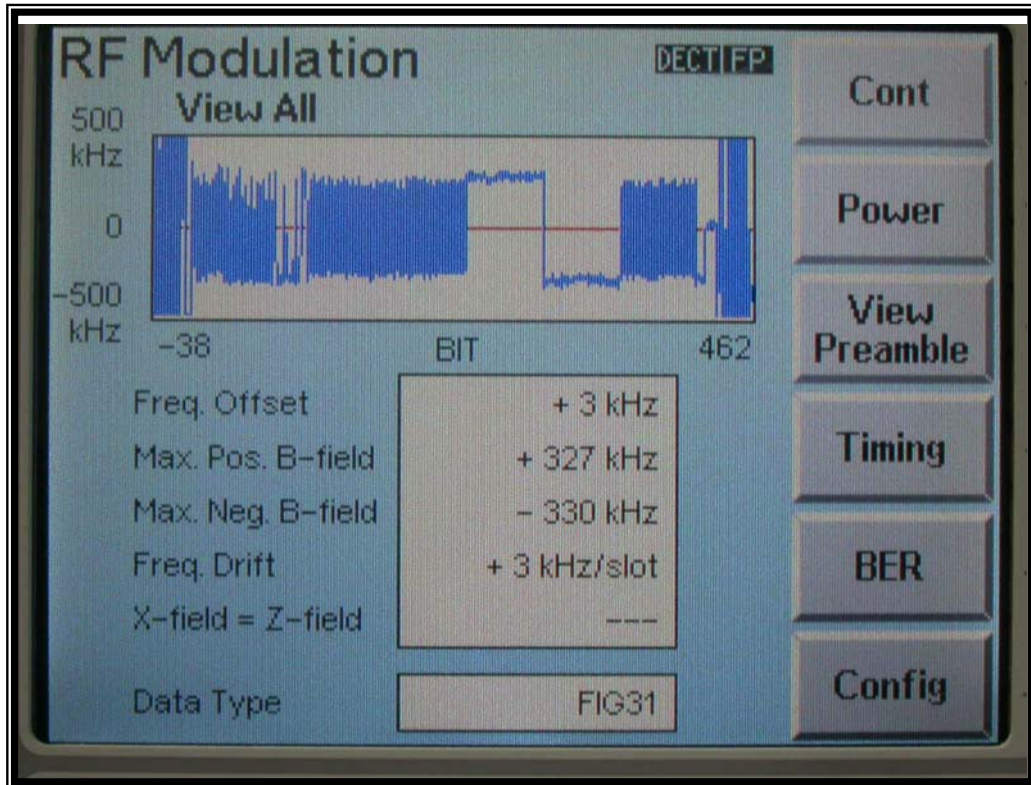 RF Modulation
DECT FP
View All
500
kHz
0
-500
kHz
-38
BIT
462
Freq. Offset
+ 3 kHz
Max. Pos. B-field
+ 327 kHz
Max. Neg. B-field
- 330 kHz
Freq. Drift
+ 3 kHz/slot
X-field = Z-field
---
Data Type
FIG31
Cont
Power
View
Preamble
Timing
BER
Config